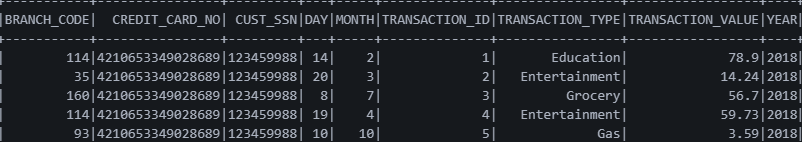 BRANCH_CODE|  CREDIT_CARD_NO| CUST_SSN|DAY|MONTH|TRANSACTION_ID|TRANSACTION_TYPE|TRANSACTION_VALUE|YEAR|
114|4210653349028689|123459988| 14|    2|             1|       Education|             78.9|2018|
35|4210653349028689|123459988| 20|    3|             2|   Entertainment|            14.24|2018|
160|4210653349028689|123459988|  8|    7|             3|         Grocery|             56.7|2018|
114|4210653349028689|123459988| 19|    4|             4|   Entertainment|            59.73|2018|
93|4210653349028689|123459988| 10|   10|             5|             Gas|             3.59|2018|